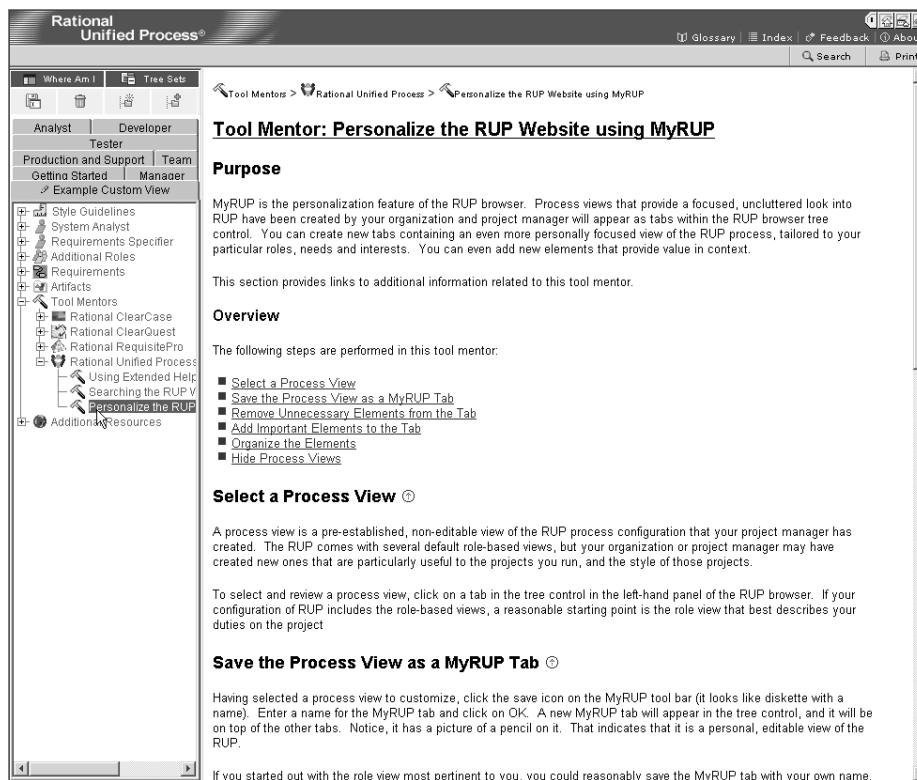 Rational
Unified Process®
Glossary | Index | Feedback | Abou
Search Print
Where Am I Tree Sets
Analyst Developer
Tester
Production and Support Team
Getting Started Manager
Example Custom View
Style Guidelines
System Analyst
Requirements Specifier
Additional Roles
Requirements
Artifacts
Tool Mentors
Rational ClearCase
Rational ClearQuest
Rational RequisitePro
Rational Unified Process
Using Extended Help
Searching the RUP W
Personalize the RUP
Additional Resources
Tool Mentors > Rational Unified Process > Personalize the RUP Website using MyRUP
Tool Mentor: Personalize the RUP Website using MyRUP
Purpose
MyRUP is the personalization feature of the RUP browser. Process views that provide a focused, uncluttered look into
RUP have been created by your organization and project manager will appear as tabs within the RUP browser tree
control. You can create new tabs containing an even more personally focused view of the RUP process, tailored to your
particular roles, needs and interests. You can even add new elements that provide value in context.
This section provides links to additional information related to this tool mentor.
Overview
The following steps are performed in this tool mentor:
Select a Process View
Save the Process View as a MyRUP Tab
Remove Unnecessary Elements from the Tab
Add Important Elements to the Tab
Organize the Elements
Hide Process Views
Select a Process View
A process view is a pre-established, non-editable view of the RUP process configuration that your project manager has
created. The RUP comes with several default role-based views, but your organization or project manager may have
created new ones that are particularly useful to the projects you run, and the style of those projects.
To select and review a process view, click on a tab in the tree control in the left-hand panel of the RUP browser. If your
configuration of RUP includes the role-based views, a reasonable starting point is the role view that best describes your
duties on the project
Save the Process View as a MyRUP Tab
Having selected a process view to customize, click the save icon on the MyRUP tool bar (it looks like diskette with a
name). Enter a name for the MyRUP tab and click on OK. A new MyRUP tab will appear in the tree control, and it will be
on top of the other tabs. Notice, it has a picture of a pencil on it. That indicates that it is a personal, editable view of the
RUP.
If you started out with the role view most pertinent to you, you could reasonably save the MyRUP tab with your own name.